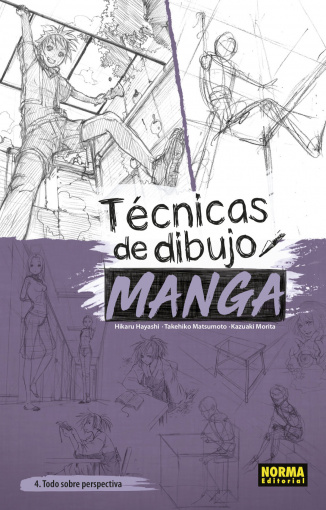 Técnicas
de dibujo
MANGA
Hikaru Hayashi · Takehiko Matsumoto · Kazuaki Morita
4. Todo sobre perspectiva
NORMA
Editorial